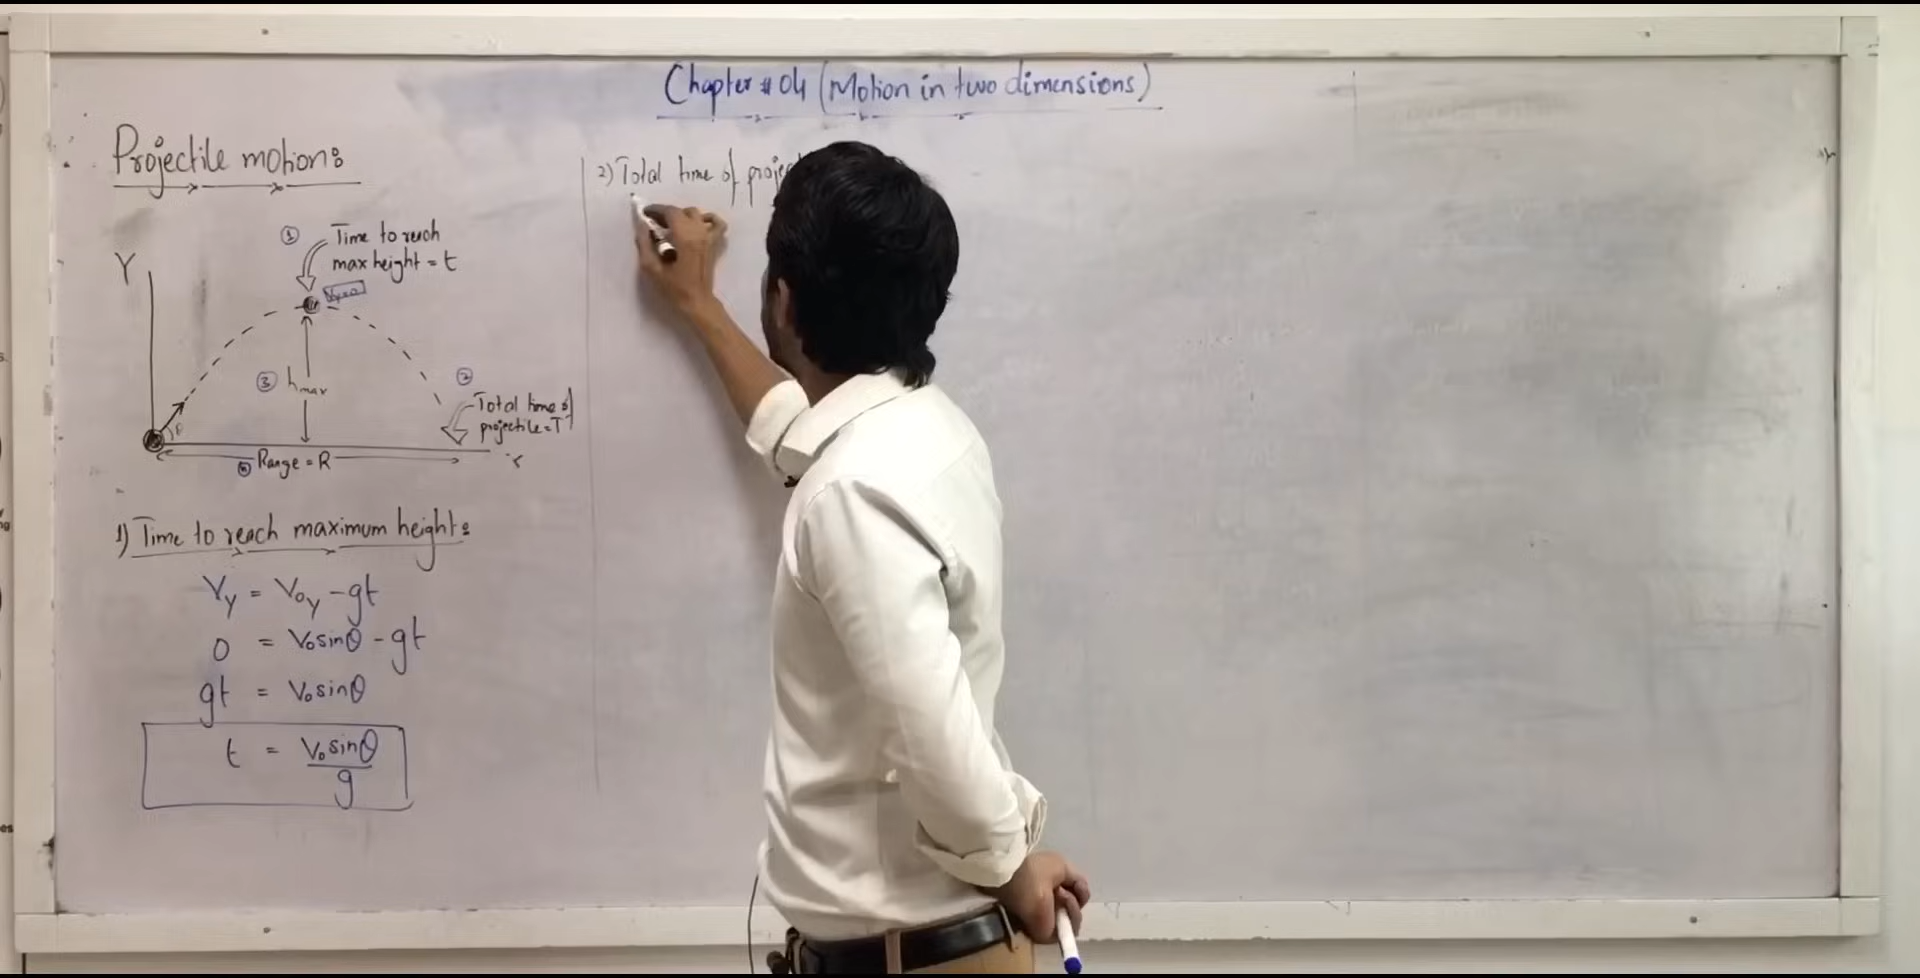 Chapter # 04 (Motion in two dimensions)
Projectile motion:
①
Time to reach
max height = t
Y
③ hmax
②
Total time of
projectile = T
θ
Range = R
1) Time to reach maximum height:
Vy = Voy - gt
0 = Vosinθ - gt
gt = Vosinθ
t = Vosinθ
g
2) Total time of